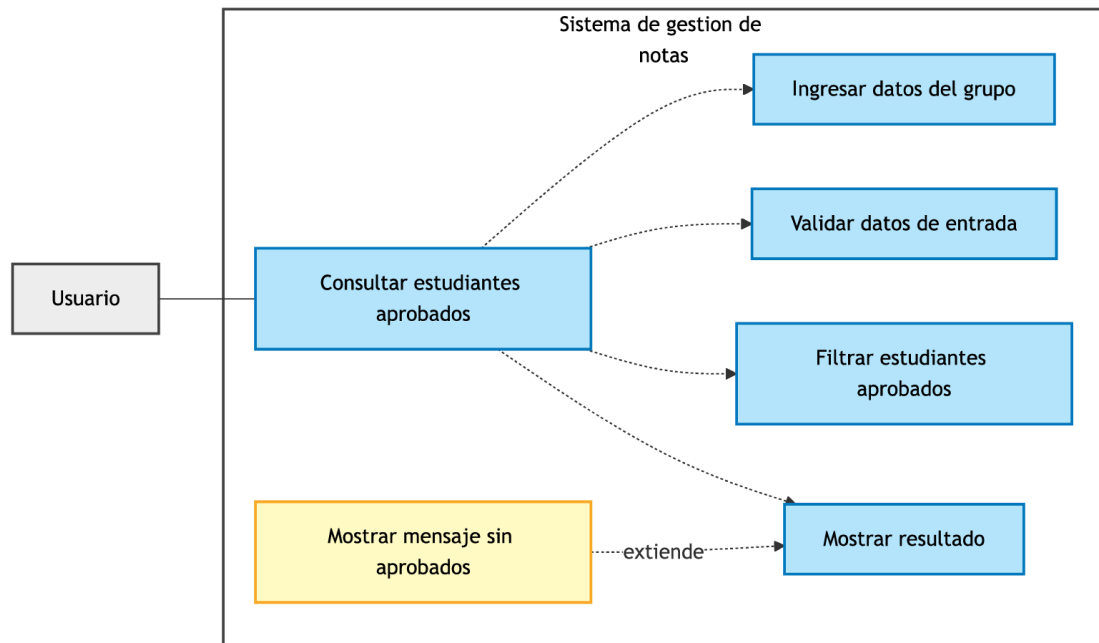 Sistema de gestion de
notas
Ingresar datos del grupo
Validar datos de entrada
Usuario
Consultar estudiantes
aprobados
Filtrar estudiantes
aprobados
Mostrar mensaje sin
aprobados
extiende
Mostrar resultado